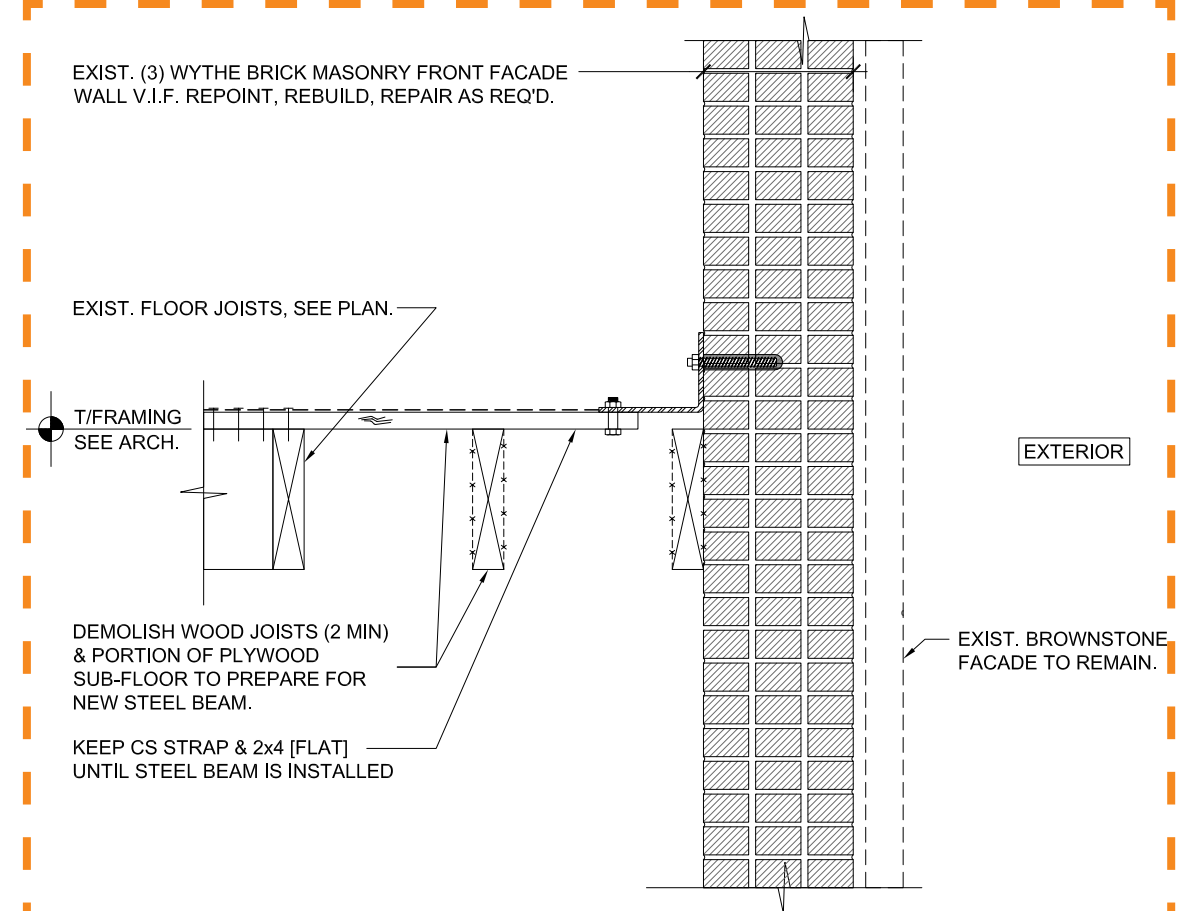 EXIST. (3) WYTHE BRICK MASONRY FRONT FACADE
WALL V.I.F. REPOINT, REBUILD, REPAIR AS REQ'D.
EXIST. FLOOR JOISTS, SEE PLAN.
T/FRAMING
SEE ARCH.
EXTERIOR
DEMOLISH WOOD JOISTS (2 MIN)
& PORTION OF PLYWOOD
SUB-FLOOR TO PREPARE FOR
NEW STEEL BEAM.
EXIST. BROWNSTONE
FACADE TO REMAIN.
KEEP CS STRAP & 2x4 [FLAT]
UNTIL STEEL BEAM IS INSTALLED